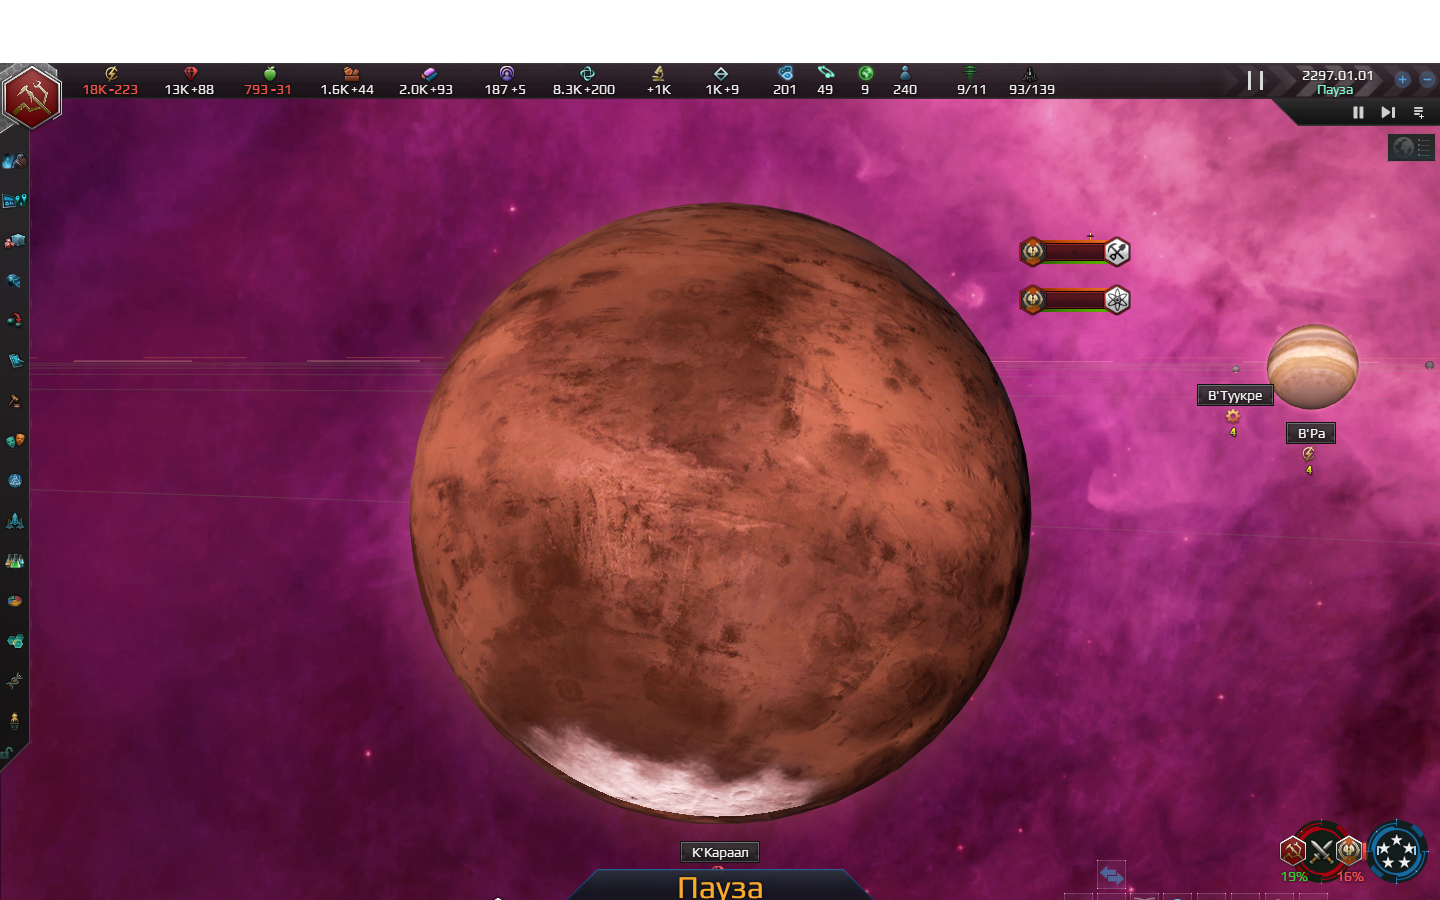 18K-223 13K+88 793-31 1.6K+44 2.0K+93 187+5 8.3K+200 +1K 1K+9 201 49 9 240 9/11 93/139
2297.01.01
Пауза
В'Туукре
4
В'Ра
4
К'Караал
Пауза
19% 16%